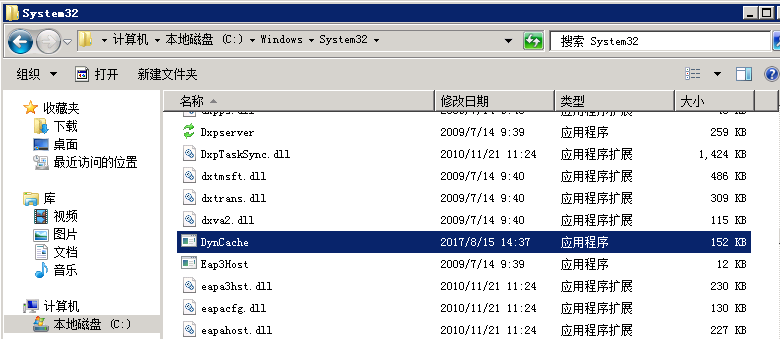 System32
计算机 本地磁盘 (C:) Windows System32 搜索 System32
组织 打开 新建文件夹
名称 修改日期 类型 大小
Dxpserver 2009/7/14 9:39 应用程序 259 KB
DxpTaskSync.dll 2010/11/21 11:24 应用程序扩展 1,424 KB
dxtmsft.dll 2009/7/14 9:40 应用程序扩展 486 KB
dxtrans.dll 2009/7/14 9:40 应用程序扩展 309 KB
dxva2.dll 2009/7/14 9:40 应用程序扩展 115 KB
DynCache 2017/8/15 14:37 应用程序 152 KB
Eap3Host 2009/7/14 9:39 应用程序 12 KB
eapa3hst.dll 2010/11/21 11:24 应用程序扩展 230 KB
eapacfg.dll 2010/11/21 11:24 应用程序扩展 130 KB
eapahost.dll 2010/11/21 11:24 应用程序扩展 227 KB
收藏夹
下载
桌面
最近访问的位置
库
视频
图片
文档
音乐
计算机
本地磁盘 (C:)